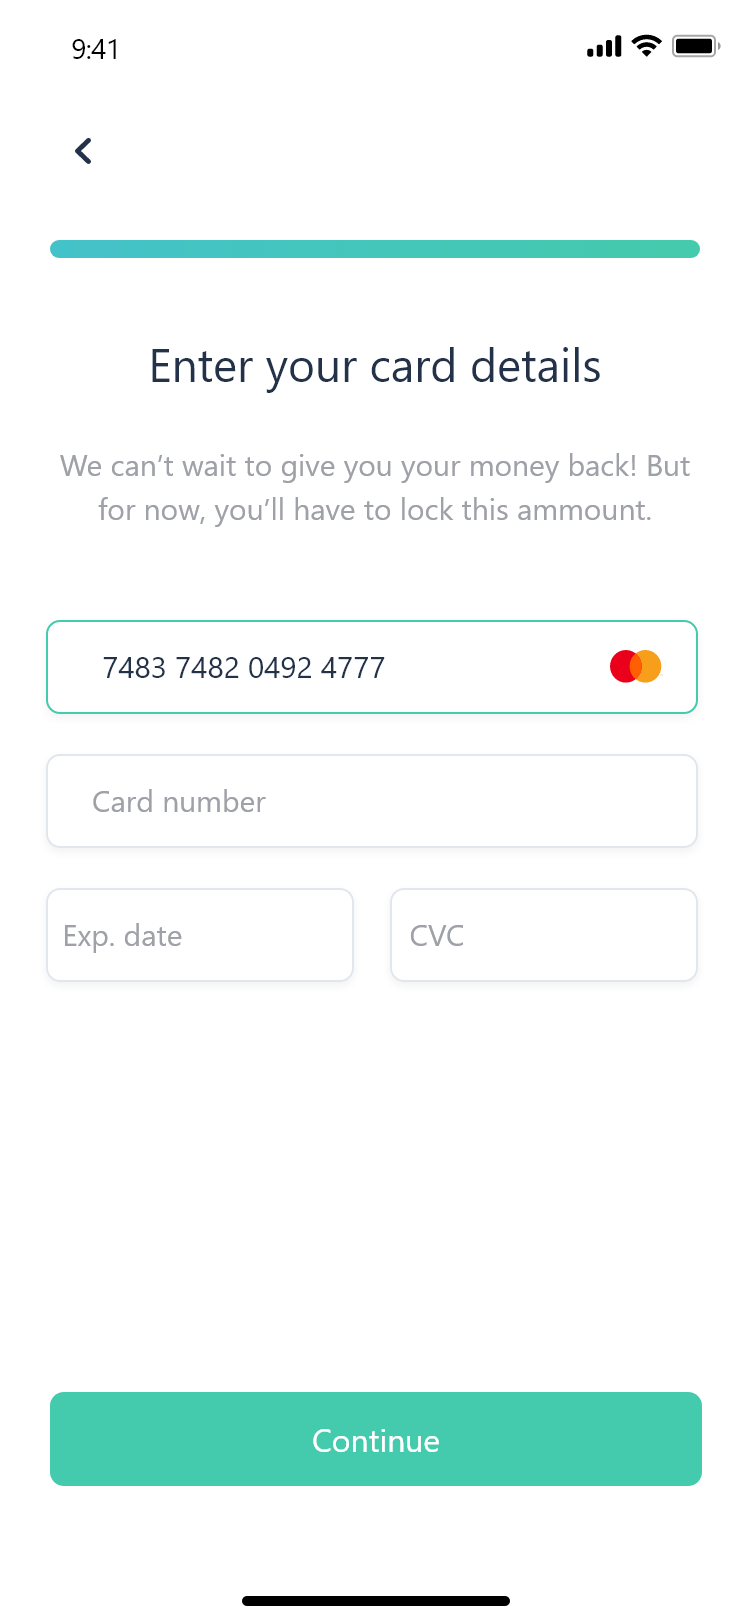 9:41
Enter your card details
We can’t wait to give you your money back! But
for now, you’ll have to lock this ammount.
7483 7482 0492 4777
Card number
Exp. date
CVC
Continue